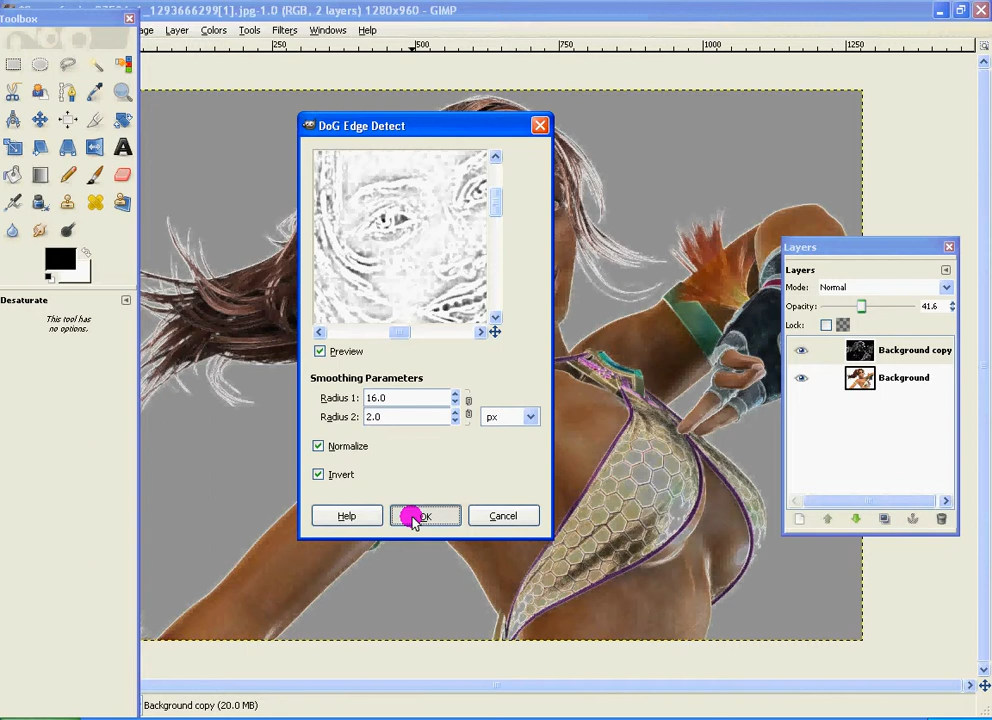 _1293666299[1].jpg-1.0 (RGB, 2 layers) 1280x960 - GIMP
Toolbox
age Layer Colors Tools Filters Windows Help
250 500 750 1000 1250
DoG Edge Detect
Preview
Smoothing Parameters
Radius 1: 16.0
Radius 2: 2.0
px
Normalize
Invert
Help OK Cancel
Desaturate
This tool has
no options.
Layers
Layers
Mode: Normal
Opacity: 41.6
Lock:
Background copy
Background
Background copy (20.0 MB)